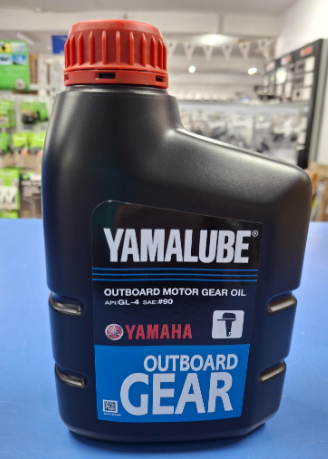 YAMALUBE®
OUTBOARD MOTOR GEAR OIL
API:GL-4 SAE:#90
YAMAHA
OUTBOARD
GEAR